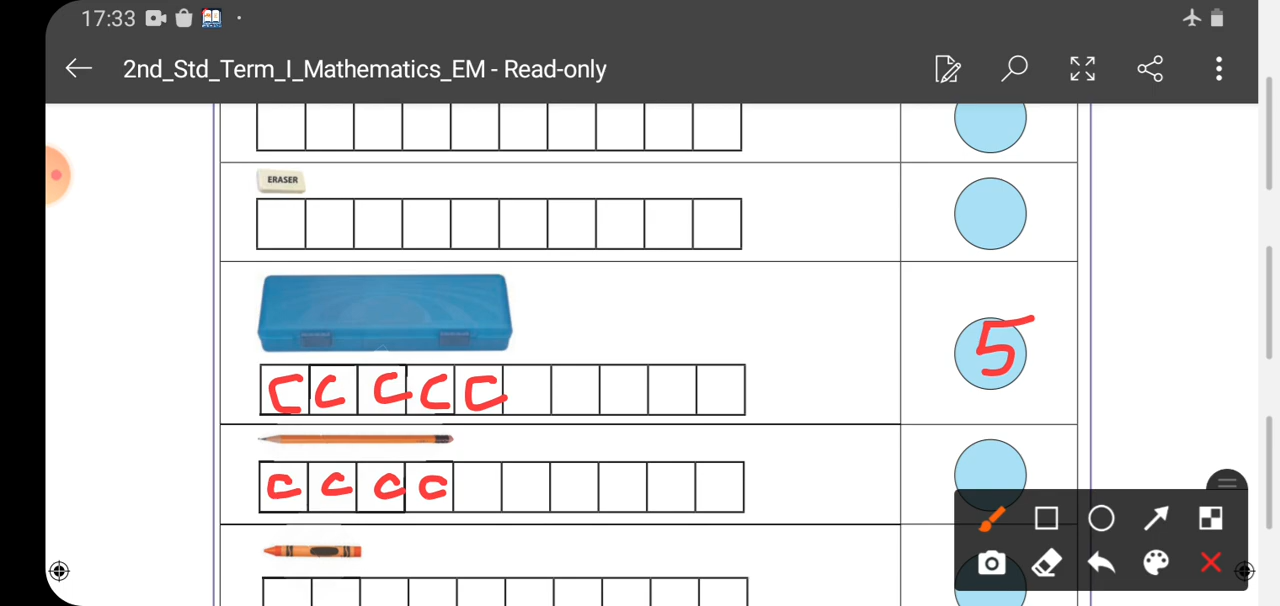 17:33
2nd_Std_Term_I_Mathematics_EM - Read-only
ERASER
5
C C C C C
C C C C